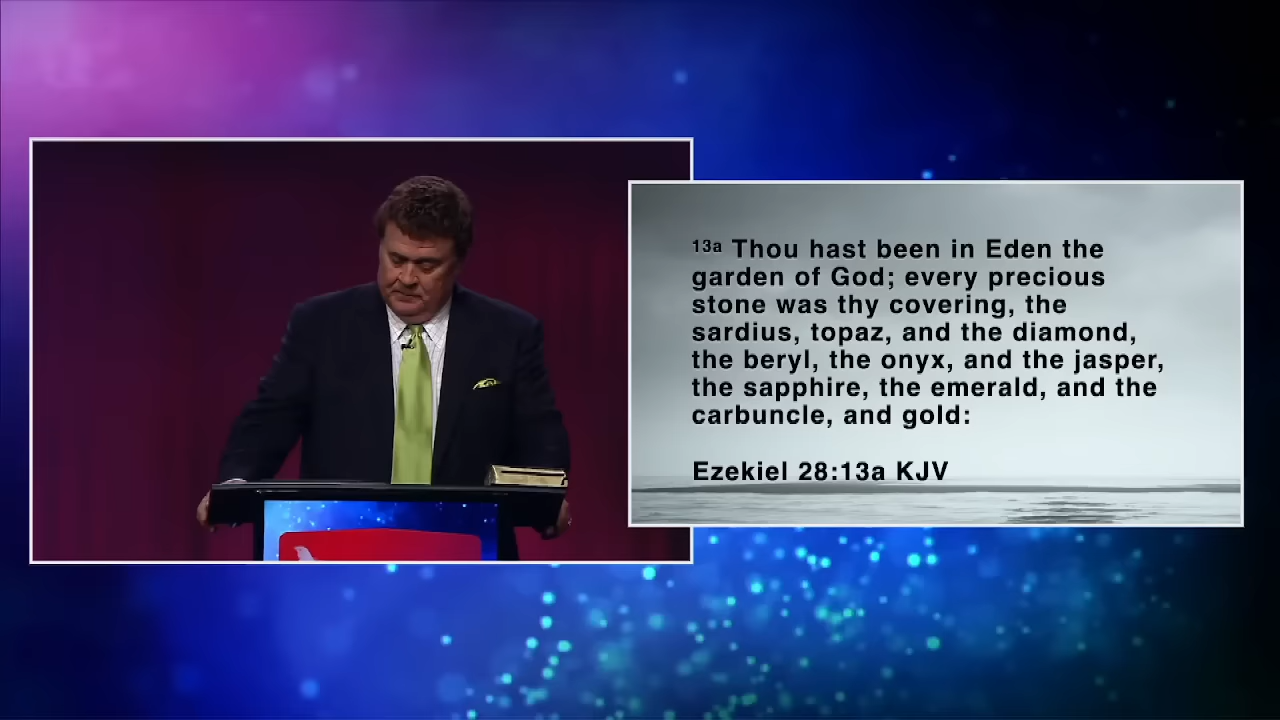 13a Thou hast been in Eden the
garden of God; every precious
stone was thy covering, the
sardius, topaz, and the diamond,
the beryl, the onyx, and the jasper,
the sapphire, the emerald, and the
carbuncle, and gold:
Ezekiel 28:13a KJV